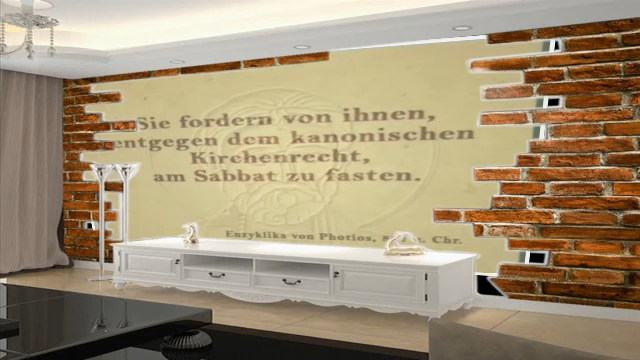 Sie fordern von ihnen,
entgegen dem kanonischen
Kirchenrecht,
am Sabbat zu fasten.
Enzyklika von Photios, Chr.